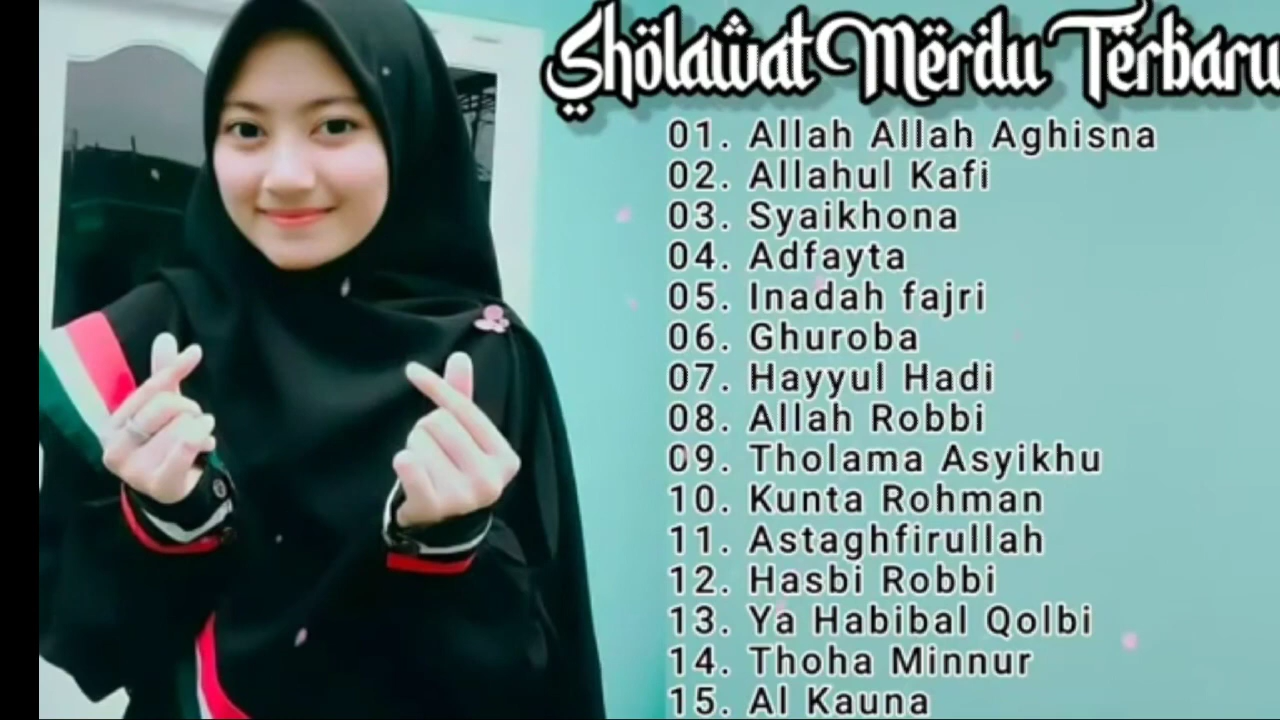 Sholawat Merdu Terbaru
01. Allah Allah Aghisna
02. Allahul Kafi
03. Syaikhona
04. Adfayta
05. Inadah fajri
06. Ghuroba
07. Hayyul Hadi
08. Allah Robbi
09. Tholama Asyikhu
10. Kunta Rohman
11. Astaghfirullah
12. Hasbi Robbi
13. Ya Habibal Qolbi
14. Thoha Minnur
15. Al Kauna